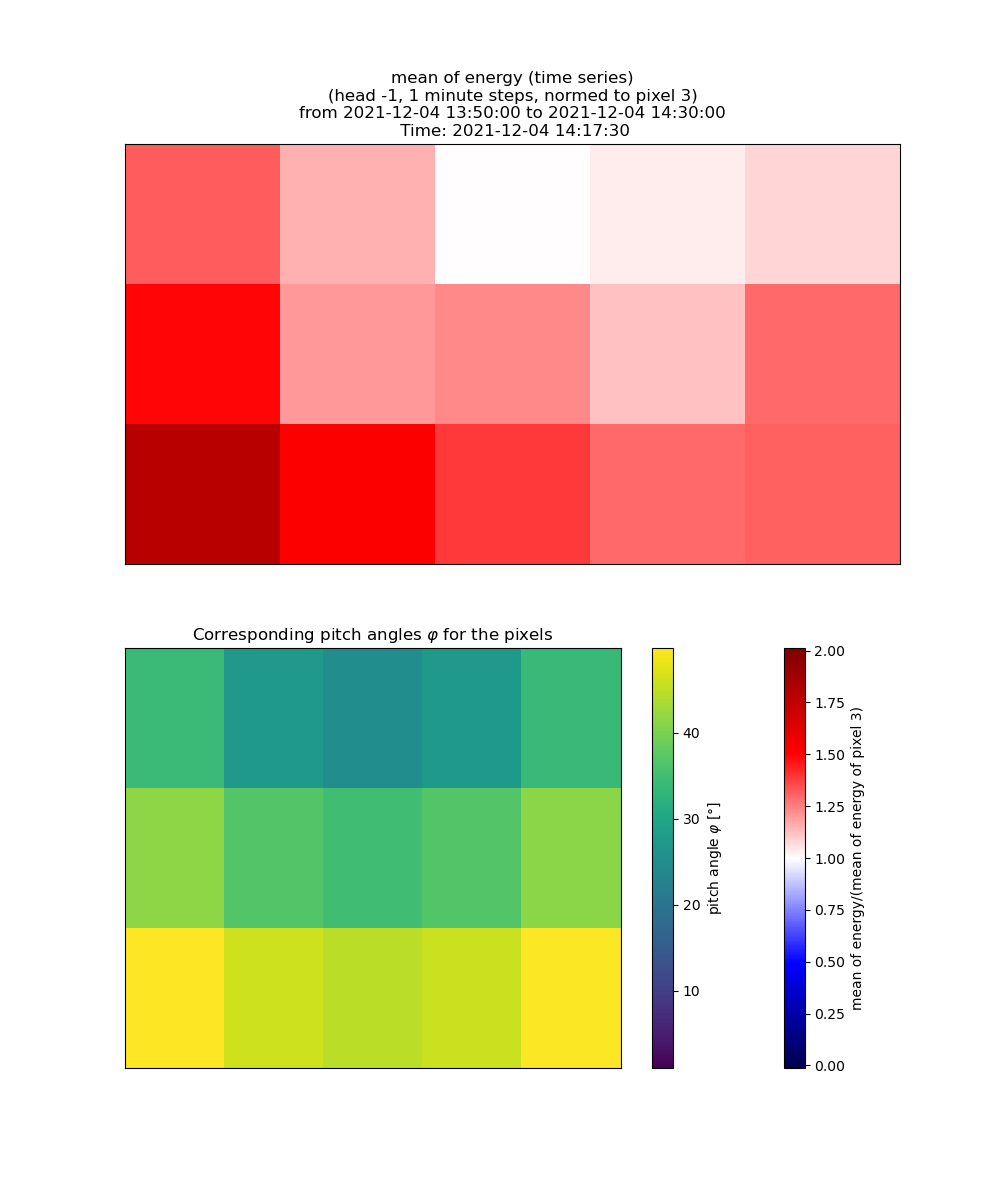 mean of energy (time series)
(head -1, 1 minute steps, normed to pixel 3)
from 2021-12-04 13:50:00 to 2021-12-04 14:30:00
Time: 2021-12-04 14:17:30
Corresponding pitch angles φ for the pixels
40
30
20
10
pitch angle φ [°]
2.00
1.75
1.50
1.25
1.00
0.75
0.50
0.25
0.00
mean of energy/(mean of energy of pixel 3)